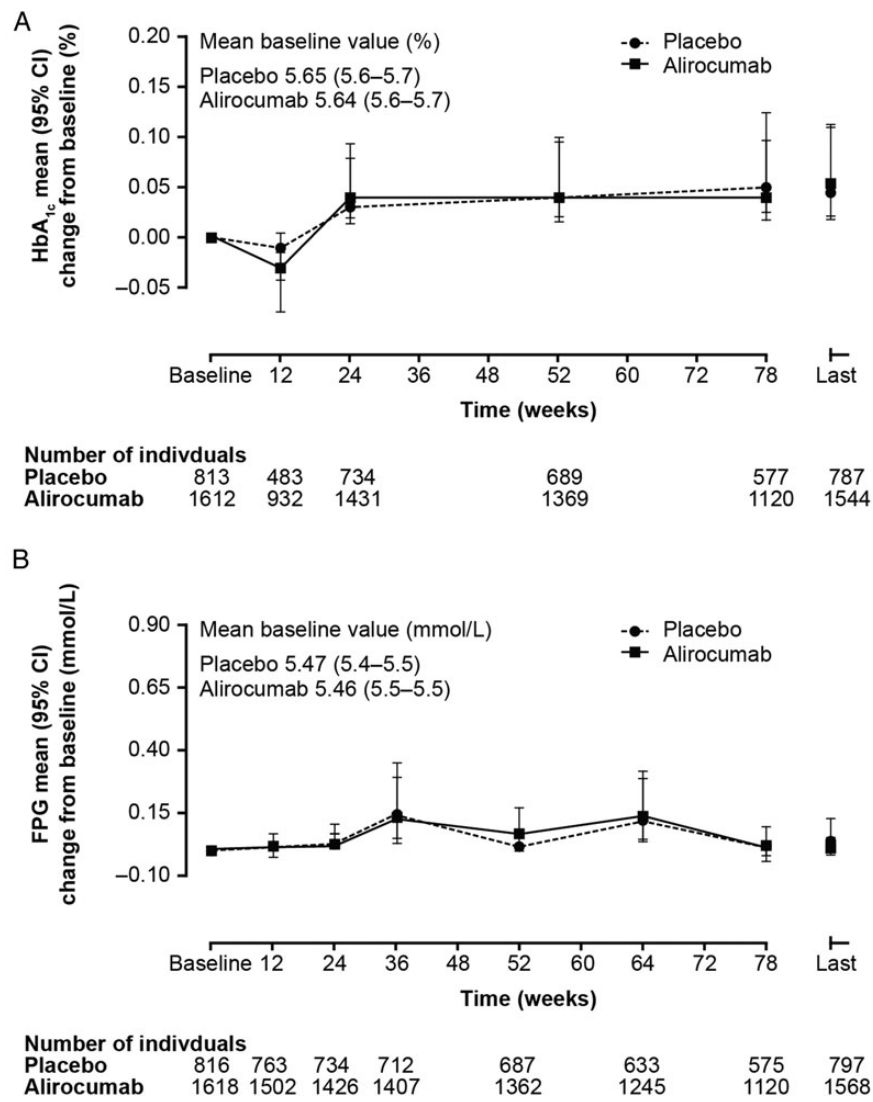 A
HbA1c mean (95% CI)
change from baseline (%)
0.20
0.15
0.10
0.05
0.00
–0.05
Mean baseline value (%)
Placebo 5.65 (5.6–5.7)
Alirocumab 5.64 (5.6–5.7)
Placebo
Alirocumab
Baseline 12 24 36 48 52 60 72 78 Last
Time (weeks)
Number of indivduals
Placebo 813 483 734 689 577 787
Alirocumab 1612 932 1431 1369 1120 1544
B
FPG mean (95% CI)
change from baseline (mmol/L)
0.90
0.65
0.40
0.15
–0.10
Mean baseline value (mmol/L)
Placebo 5.47 (5.4–5.5)
Alirocumab 5.46 (5.5–5.5)
Placebo
Alirocumab
Baseline 12 24 36 48 52 60 64 72 78 Last
Time (weeks)
Number of indivduals
Placebo 816 763 734 712 687 633 575 797
Alirocumab 1618 1502 1426 1407 1362 1245 1120 1568